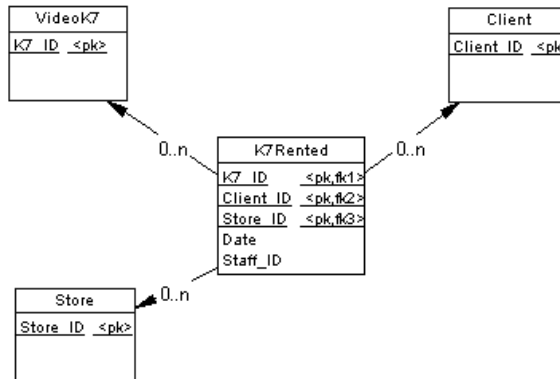 VideoK7
K7_ID <pk>
Client
Client_ID <pk
0..n
0..n
K7Rented
K7_ID <pk,fk1>
Client_ID <pk,fk2>
Store_ID <pk,fk3>
Date
Staff_ID
0..n
Store
Store_ID <pk>